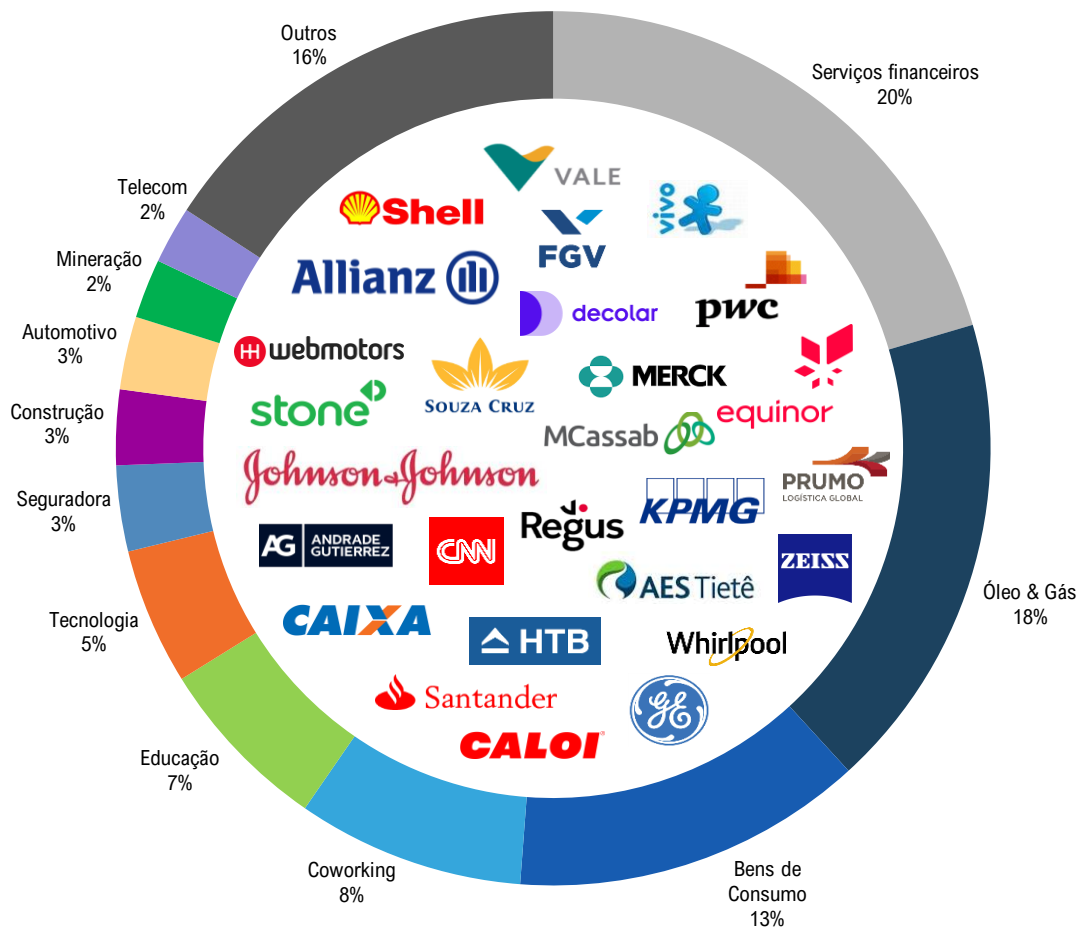 Outros
16%
Serviços financeiros
20%
Telecom
2%
Mineração
2%
Automotivo
3%
Construção
3%
Seguradora
3%
Tecnologia
5%
Educação
7%
Coworking
8%
Bens de
Consumo
13%
Óleo & Gás
18%
VALE
Shell
vivo
FGV
Allianz
decolar
pwc
webmotors
SOUZA CRUZ
MERCK
equinor
stone
MCassab
Johnson & Johnson
PRUMO
LOGÍSTICA GLOBAL
Regus
KPMG
AG ANDRADE
GUTIERREZ
CNN
ZEISS
AES Tietê
CAIXA
HTB
Whirlpool
Santander
GE
CALOI